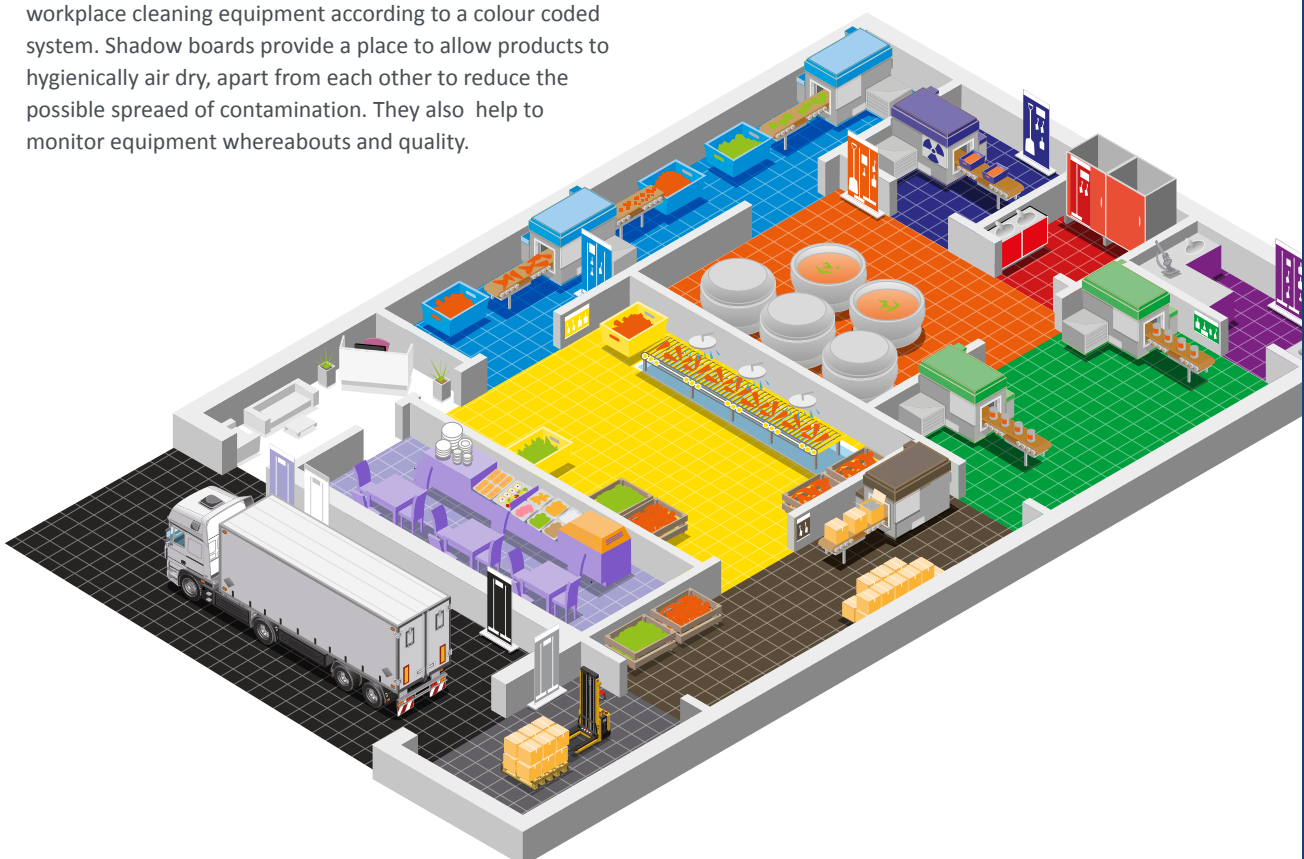 workplace cleaning equipment according to a colour coded
system. Shadow boards provide a place to allow products to
hygienically air dry, apart from each other to reduce the
possible spreaed of contamination. They also  help to
monitor equipment whereabouts and quality.